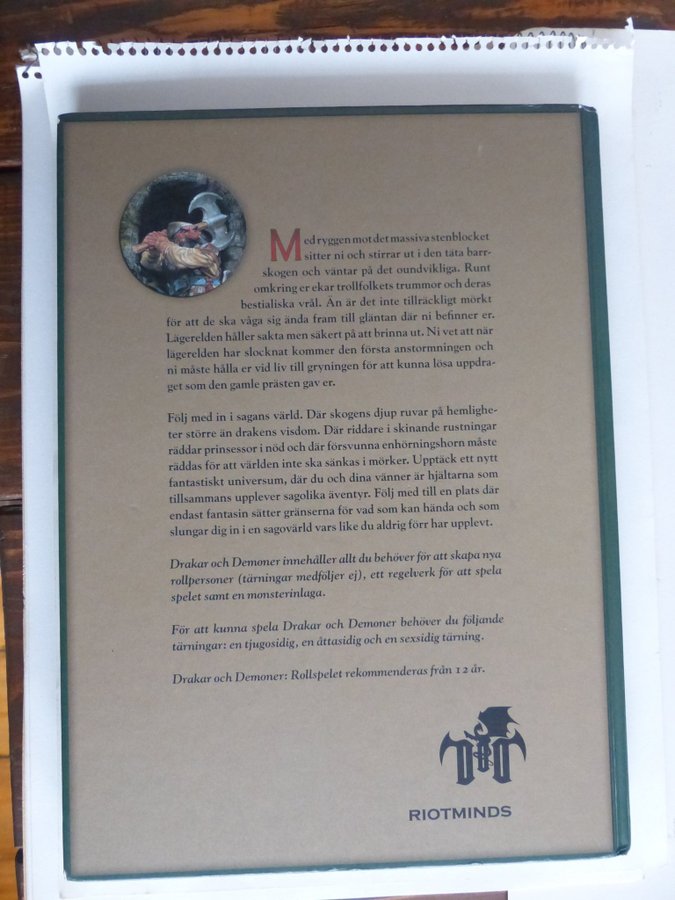 Med ryggen mot det massiva stenblocket
sitter ni och stirrar ut i den täta barr-
skogen och väntar på det oundvikliga. Runt
omkring er ekar trollfolkets trummor och deras
bestialiska vrål. Än är det inte tillräckligt mörkt
för att de ska våga sig ända fram till gläntan där ni befinner er.
Lägerelden håller sakta men säkert på att brinna ut. Ni vet att när
lägerelden har slocknat kommer den första anstormningen och
ni måste hålla er vid liv till gryningen för att kunna lösa uppdra-
get som den gamle prästen gav er.
Följ med in i sagans värld. Där skogens djup ruvar på hemlighe-
ter större än drakens visdom. Där riddare i skinande rustningar
räddar prinsessor i nöd och där försvunna enhörningshorn måste
räddas för att världen inte ska sänkas i mörker. Upptäck ett nytt
fantastiskt universum, där du och dina vänner är hjältarna som
tillsammans upplever sagolika äventyr. Följ med till en plats där
endast fantasin sätter gränserna för vad som kan hända och som
slungar dig in i en sagovärld vars like du aldrig förr har upplevt.
Drakar och Demoner innehåller allt du behöver för att skapa nya
rollpersoner (tärningar medföljer ej), ett regelverk för att spela
spelet samt en monsterinlaga.
För att kunna spela Drakar och Demoner behöver du följande
tärningar: en tjugosidig, en åttasidig och en sexsidig tärning.
Drakar och Demoner: Rollspelet rekommenderas från 12 år.
DoD
RIOTMINDS